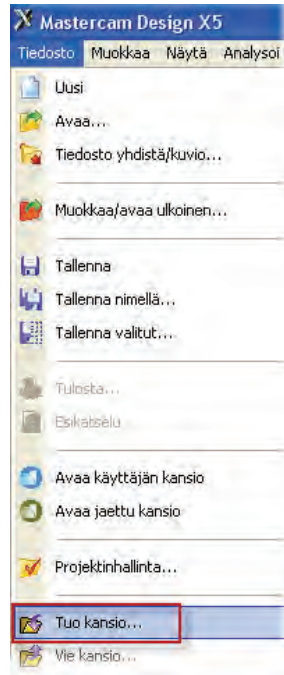 Mastercam Design X5
Tiedosto Muokkaa Näytä Analysoi
Uusi
Avaa...
Tiedosto yhdistä/kuvio...
Muokkaa/avaa ulkoinen...
Tallenna
Tallenna nimellä...
Tallenna valitut...
Tulosta...
Esikatselu
Avaa käyttäjän kansio
Avaa jaettu kansio
Projektinhallinta...
Tuo kansio...
Vie kansio...